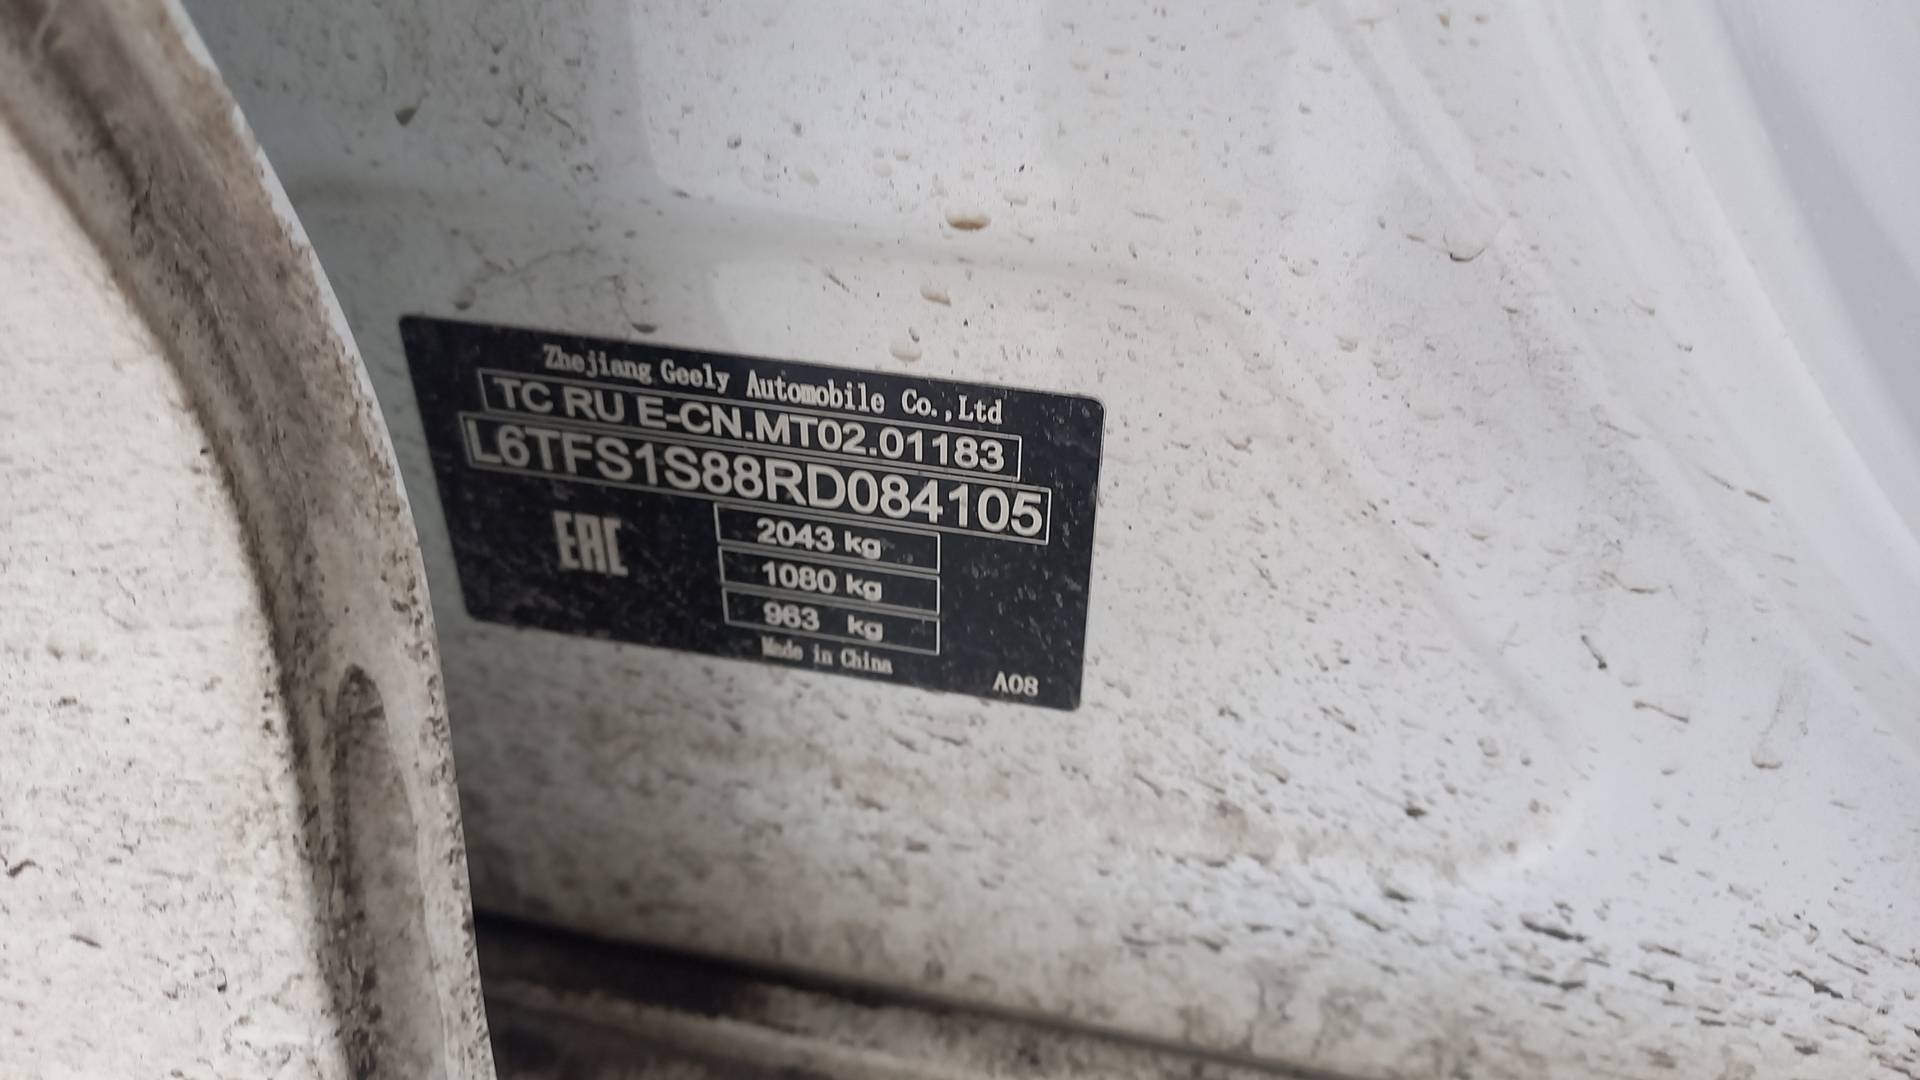 Zhejiang Geely Automobile Co.,Ltd
TC RU E-CN.MT02.01183
L6TFS1S88RD084105
EAC
2043 kg
1080 kg
963 kg
Made in China
A08